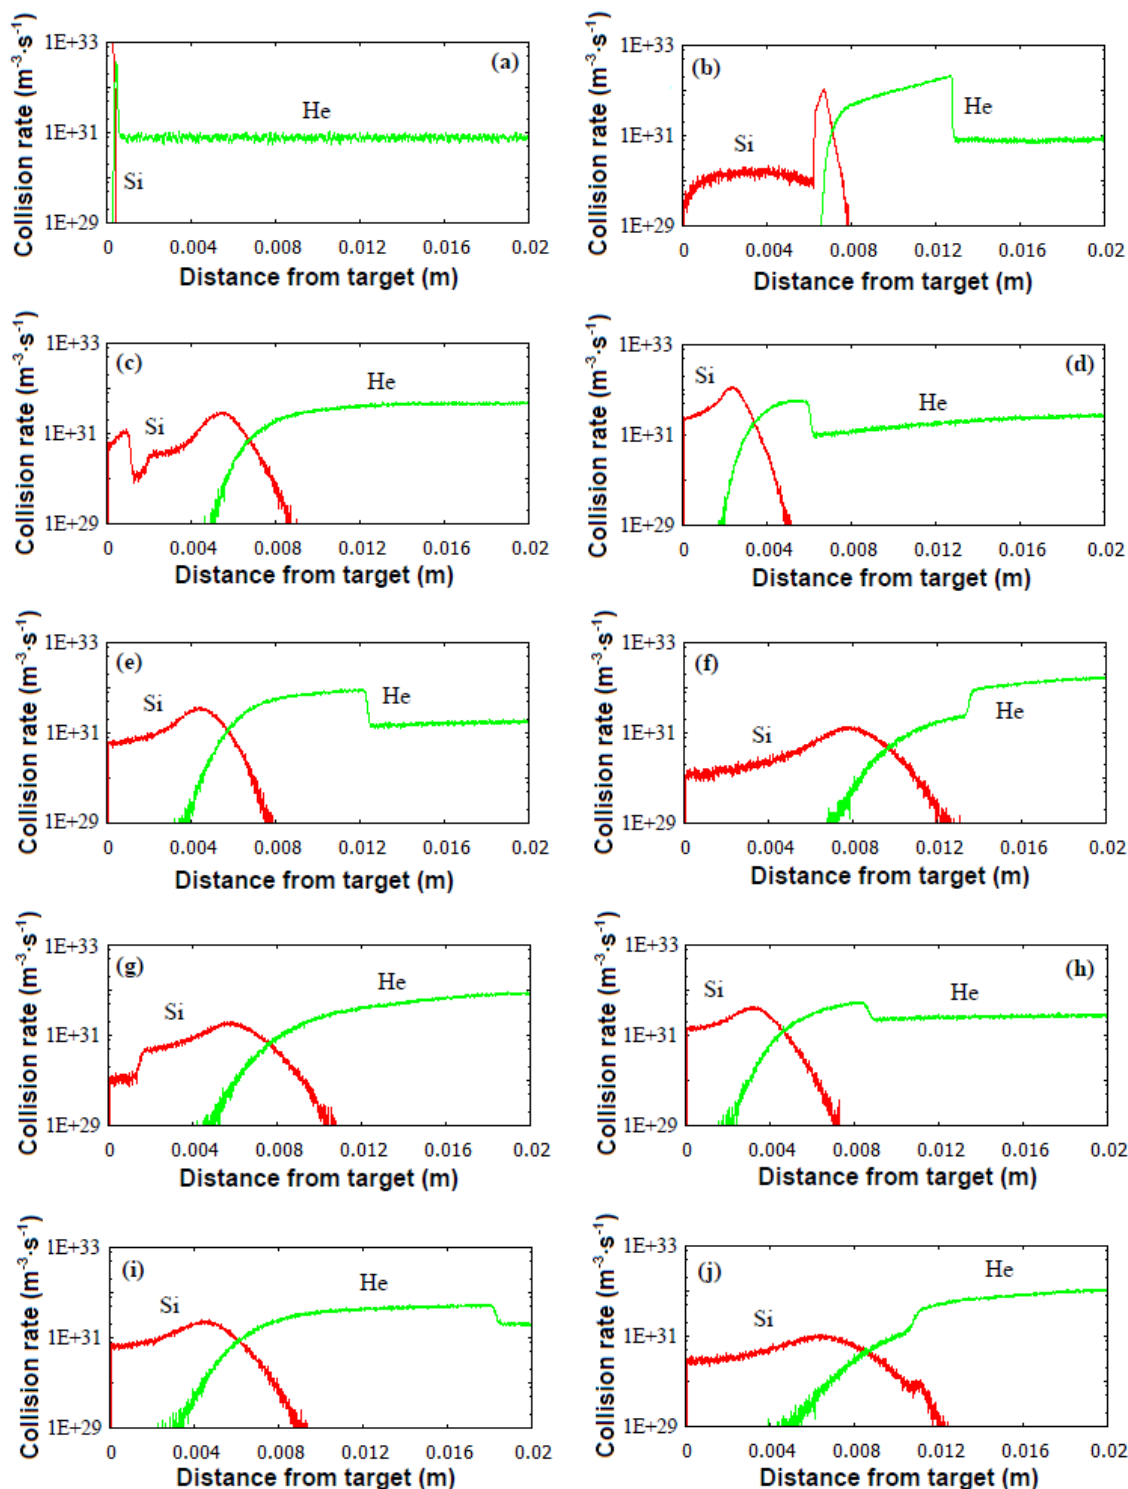 Collision rate (m⁻³·s⁻¹)
1E+33
1E+31
1E+29
(a)
He
Si
0 0.004 0.008 0.012 0.016 0.02
Distance from target (m)
Collision rate (m⁻³·s⁻¹)
1E+33
1E+31
1E+29
(b)
He
Si
0 0.004 0.008 0.012 0.016 0.02
Distance from target (m)
Collision rate (m⁻³·s⁻¹)
1E+33
1E+31
1E+29
(c)
He
Si
0 0.004 0.008 0.012 0.016 0.02
Distance from target (m)
Collision rate (m⁻³·s⁻¹)
1E+33
1E+31
1E+29
(d)
Si
He
0 0.004 0.008 0.012 0.016 0.02
Distance from target (m)
Collision rate (m⁻³·s⁻¹)
1E+33
1E+31
1E+29
(e)
Si
He
0 0.004 0.008 0.012 0.016 0.02
Distance from target (m)
Collision rate (m⁻³·s⁻¹)
1E+33
1E+31
1E+29
(f)
Si
He
0 0.004 0.008 0.012 0.016 0.02
Distance from target (m)
Collision rate (m⁻³·s⁻¹)
1E+33
1E+31
1E+29
(g)
Si
He
0 0.004 0.008 0.012 0.016 0.02
Distance from target (m)
Collision rate (m⁻³·s⁻¹)
1E+33
1E+31
1E+29
(h)
Si
He
0 0.004 0.008 0.012 0.016 0.02
Distance from target (m)
Collision rate (m⁻³·s⁻¹)
1E+33
1E+31
1E+29
(i)
Si
He
0 0.004 0.008 0.012 0.016 0.02
Distance from target (m)
Collision rate (m⁻³·s⁻¹)
1E+33
1E+31
1E+29
(j)
He
Si
0 0.004 0.008 0.012 0.016 0.02
Distance from target (m)